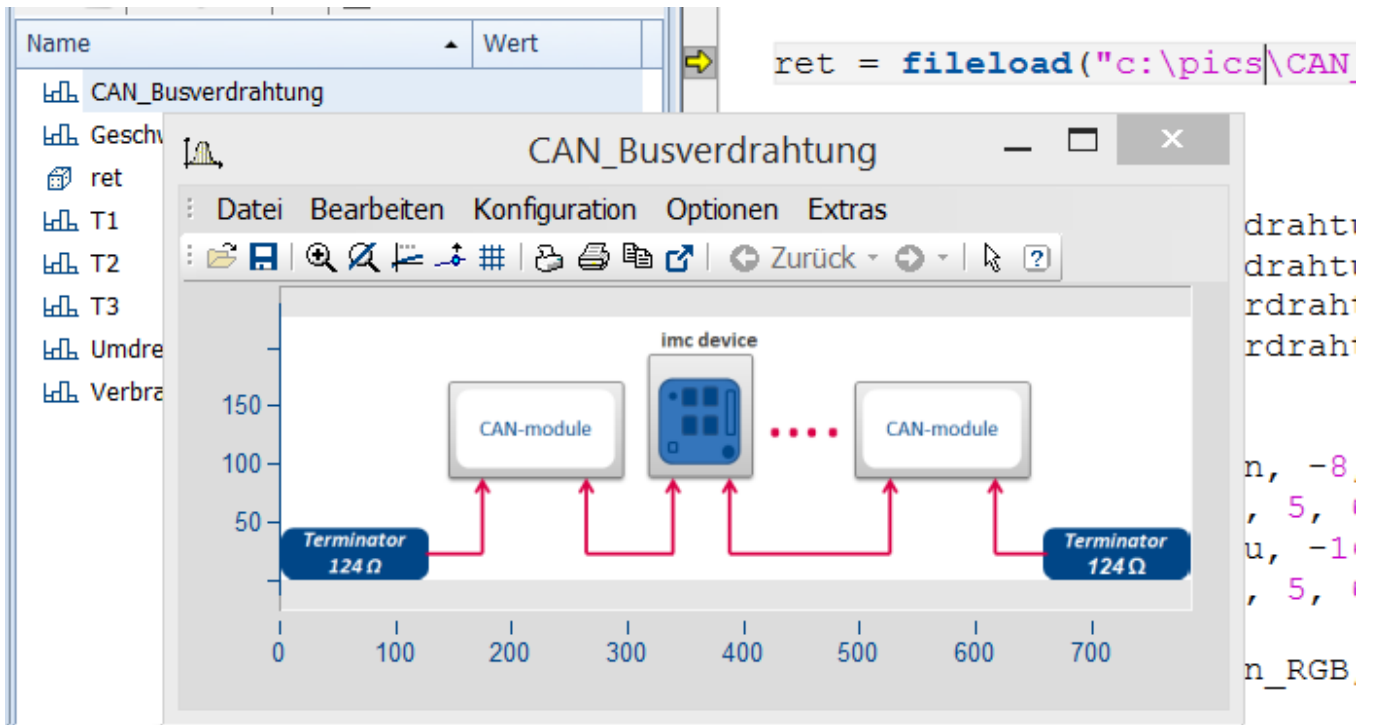 Name Wert
CAN_Busverdrahtung
Geschw
ret
T1
T2
T3
Umdre
Verbra
ret = fileload("c:\pics\CAN_
CAN_Busverdrahtung
Datei Bearbeiten Konfiguration Optionen Extras
Zurück
imc device
CAN-module
CAN-module
150
100
50
Terminator
124 Ω
Terminator
124 Ω
0 100 200 300 400 500 600 700
drahtu
drahtu
rdraht
rdraht
n, -8,
, 5,
u, -1
, 5,
n_RGB,